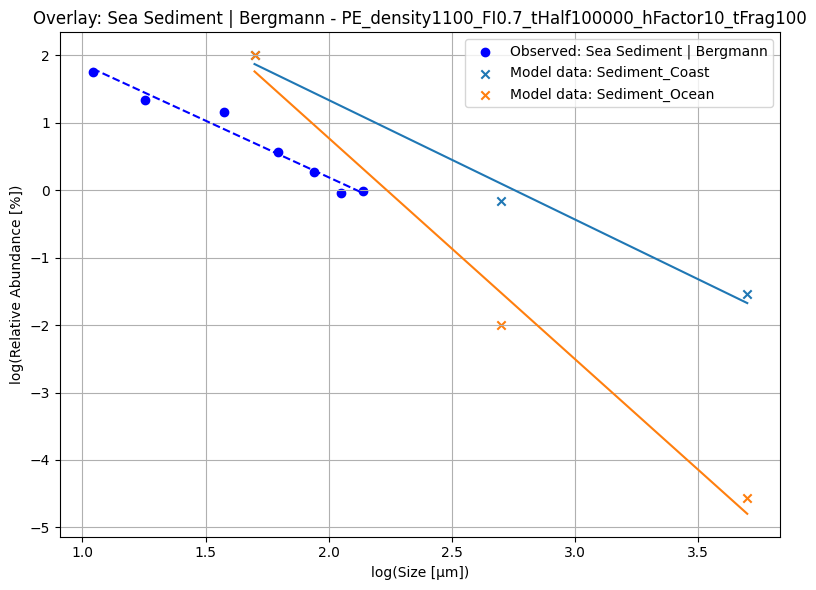 Overlay: Sea Sediment | Bergmann - PE_density1100_FI0.7_tHalf100000_hFactor10_tFrag100
Observed: Sea Sediment | Bergmann
Model data: Sediment_Coast
Model data: Sediment_Ocean
log(Relative Abundance [%])
2
1
0
−1
−2
−3
−4
−5
1.0 1.5 2.0 2.5 3.0 3.5
log(Size [μm])